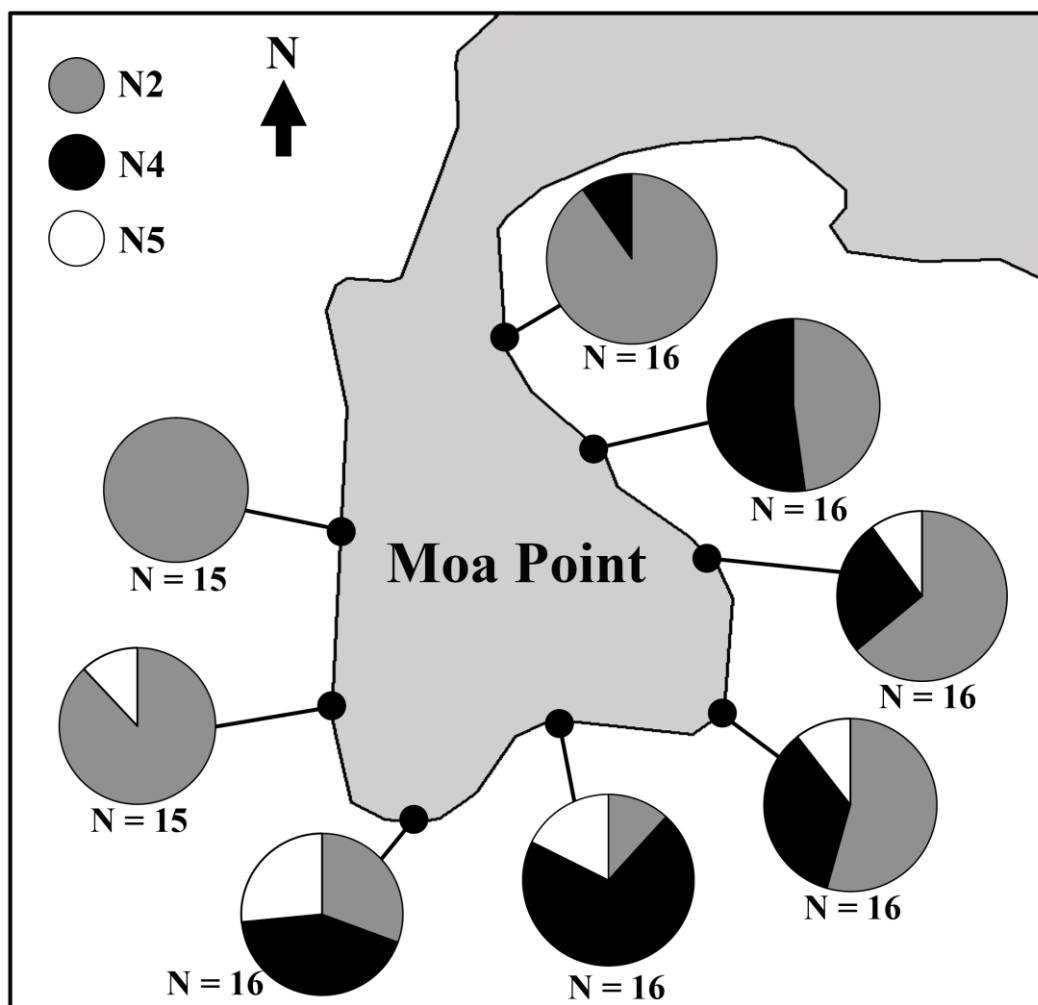 N
N2
N4
N5
N = 16
N = 16
N = 15
Moa Point
N = 16
N = 15
N = 16
N = 16
N = 16